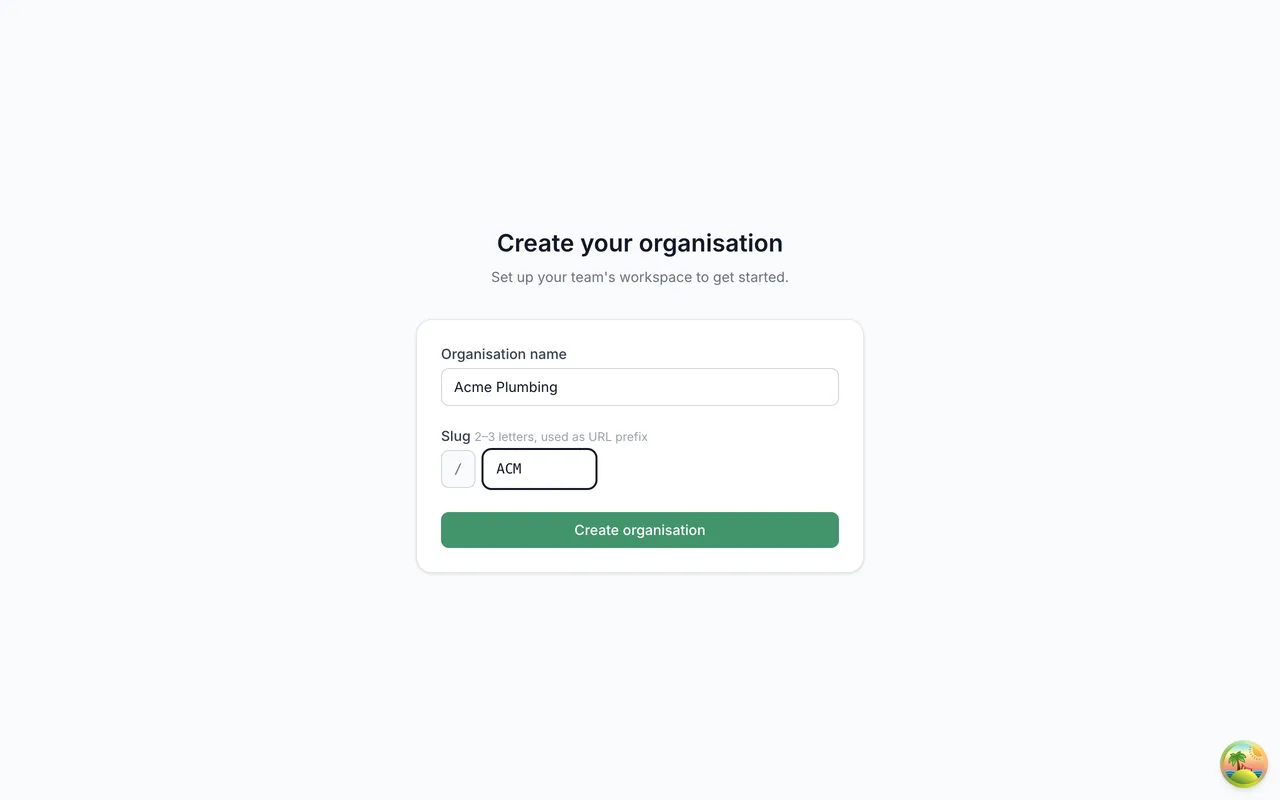 Create your organisation
Set up your team's workspace to get started.
Organisation name
Acme Plumbing
Slug 2–3 letters, used as URL prefix
/ ACM
Create organisation